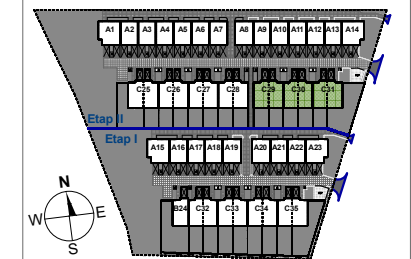 A1 A2 A3 A4 A5 A6 A7 A8 A9 A10 A11 A12 A13 A14
C25 C26 C27 C28 C29 C30 C31
Etap II
Etap I
A15 A16 A17 A18 A19 A20 A21 A22 A23
B24 C32 C33 C34 C35
N
W E
S